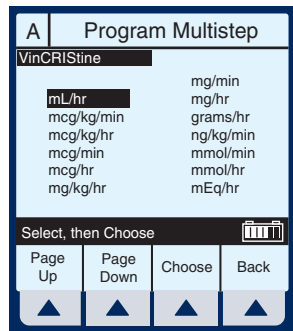 A Program Multistep
VinCRIStine
mL/hr
mcg/kg/min
mcg/kg/hr
mcg/min
mcg/hr
mg/kg/hr
mg/min
mg/hr
grams/hr
ng/kg/min
mmol/min
mmol/hr
mEq/hr
Select, then Choose
Page Up
Page Down
Choose
Back